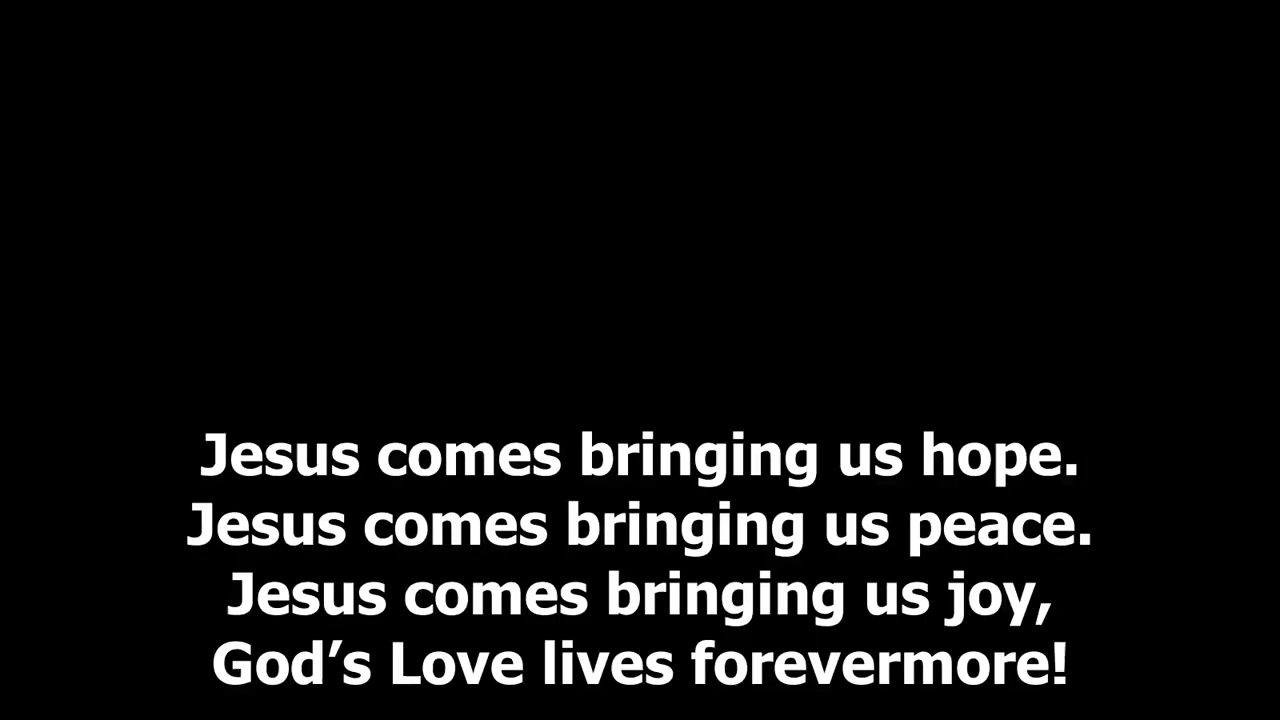 Jesus comes bringing us hope.
Jesus comes bringing us peace.
Jesus comes bringing us joy,
God’s Love lives forevermore!